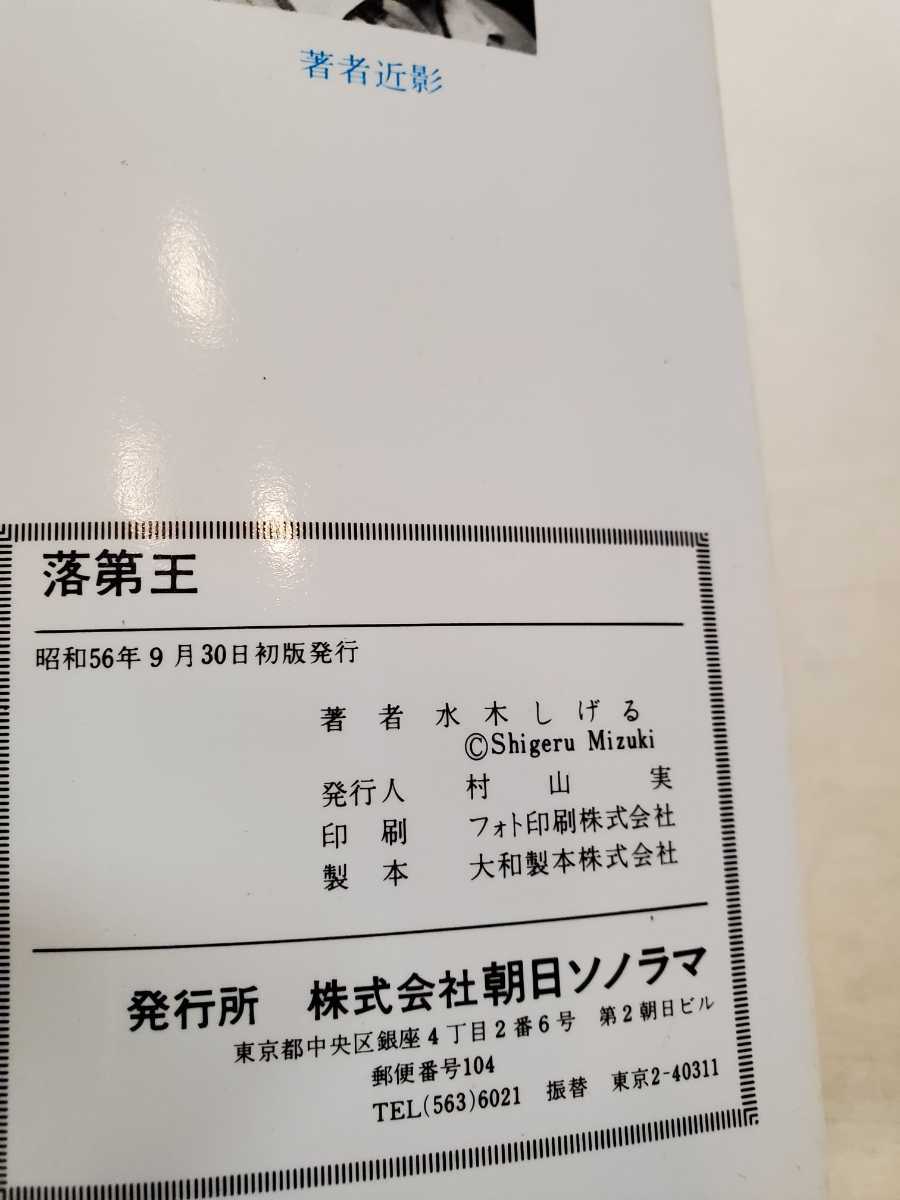 著者近影
落第王
昭和56年9月30日初版発行
著者 水木しげる
©Shigeru Mizuki
発行人 村山実
印刷 フォト印刷株式会社
製本 大和製本株式会社
発行所 株式会社朝日ソノラマ
東京都中央区銀座4丁目2番6号 第2朝日ビル
郵便番号104
TEL(563)6021 振替 東京2-40311